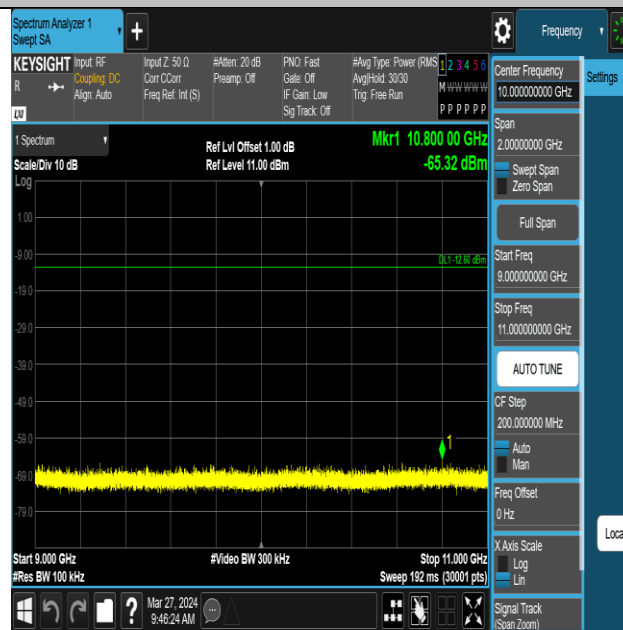 Spectrum Analyzer 1
Swept SA
+
Frequency
KEYSIGHT
R
LXI
Input: RF
Coupling: DC
Align: Auto
Input Z: 50 Ω
Corr CCorr
Freq Ref: Int (S)
#Atten: 20 dB
Preamp: Off
PNO: Fast
Gate: Off
IF Gain: Low
Sig Track: Off
#Avg Type: Power (RMS
Avg|Hold: 30/30
Trig: Free Run
1 2 3 4 5 6
M W W W W W
P P P P P P
1 Spectrum
Scale/Div 10 dB
Log
Ref Lvl Offset 1.00 dB
Ref Level 11.00 dBm
Mkr1 10.800 00 GHz
-65.32 dBm
1.00
-9.00
DL1 -12.60 dBm
-19.0
-29.0
-39.0
-49.0
-59.0
1
-69.0
-79.0
Start 9.000 GHz
#Res BW 100 kHz
#Video BW 300 kHz
Stop 11.000 GHz
Sweep 192 ms (30001 pts)
Center Frequency
10.000000000 GHz
Settings
Span
2.00000000 GHz
Swept Span
Zero Span
Full Span
Start Freq
9.000000000 GHz
Stop Freq
11.000000000 GHz
AUTO TUNE
CF Step
200.000000 MHz
Auto
Man
Freq Offset
0 Hz
X Axis Scale
Log
Lin
Loca
Signal Track
(Span Zoom)
?
Mar 27, 2024
9:46:24 AM